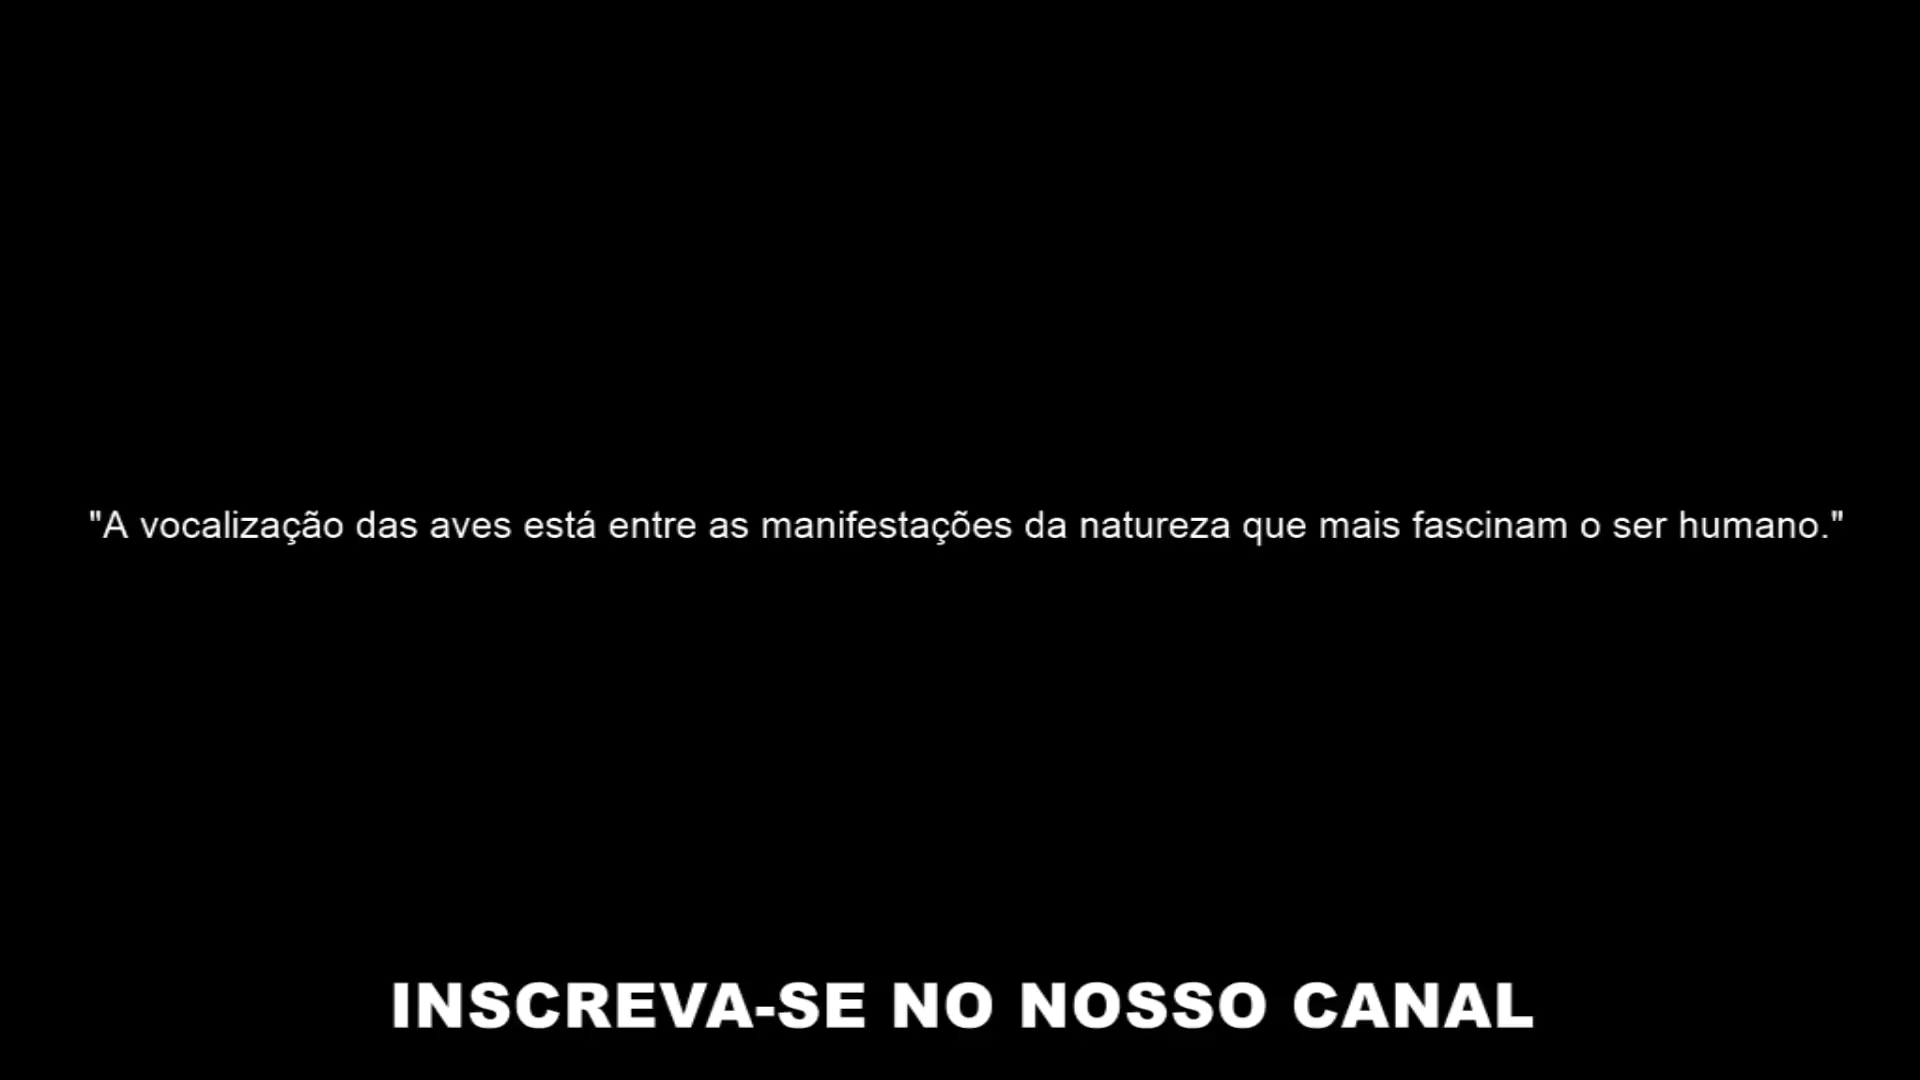 "A vocalização das aves está entre as manifestações da natureza que mais fascinam o ser humano."
INSCREVA-SE NO NOSSO CANAL